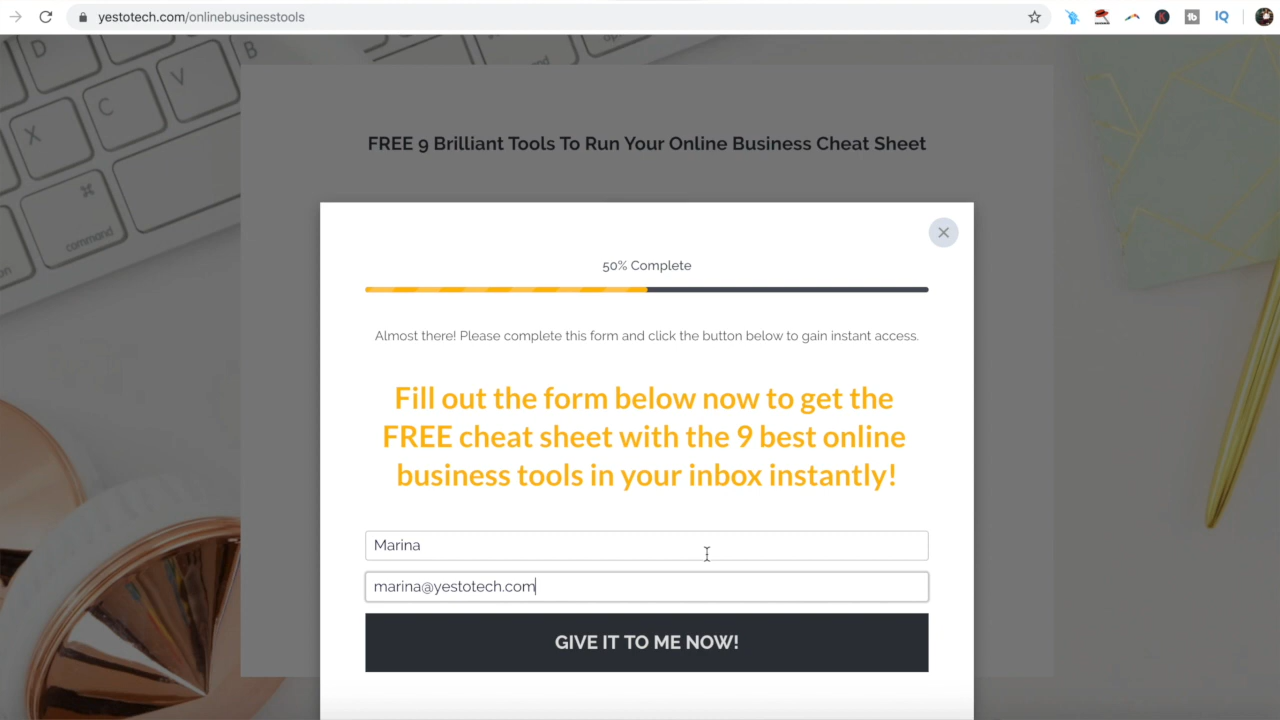 yestotech.com/onlinebusinesstools
tb
IQ
D
B
V
C
X
command
FREE 9 Brilliant Tools To Run Your Online Business Cheat Sheet
50% Complete
Almost there! Please complete this form and click the button below to gain instant access.
Fill out the form below now to get the
FREE cheat sheet with the 9 best online
business tools in your inbox instantly!
Marina
marina@yestotech.com
GIVE IT TO ME NOW!